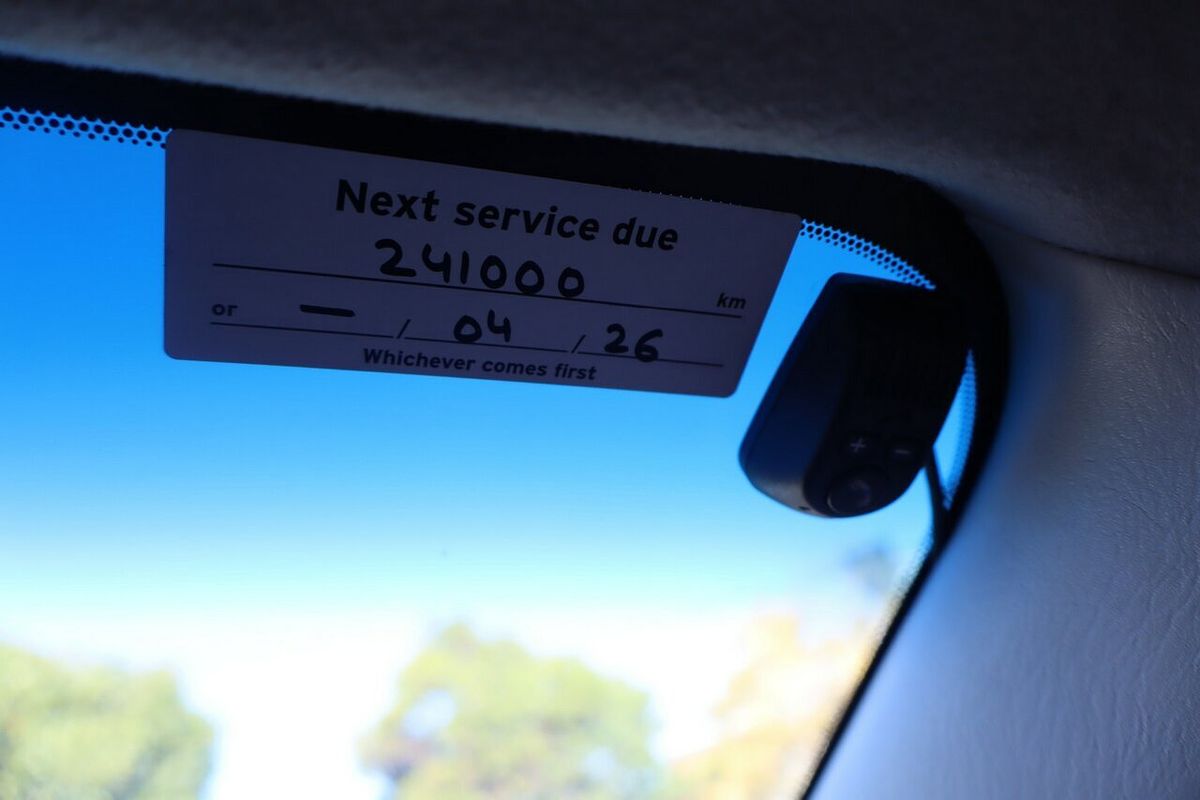 Next service due
241000 km
or — / 04 / 26
Whichever comes first
+ −